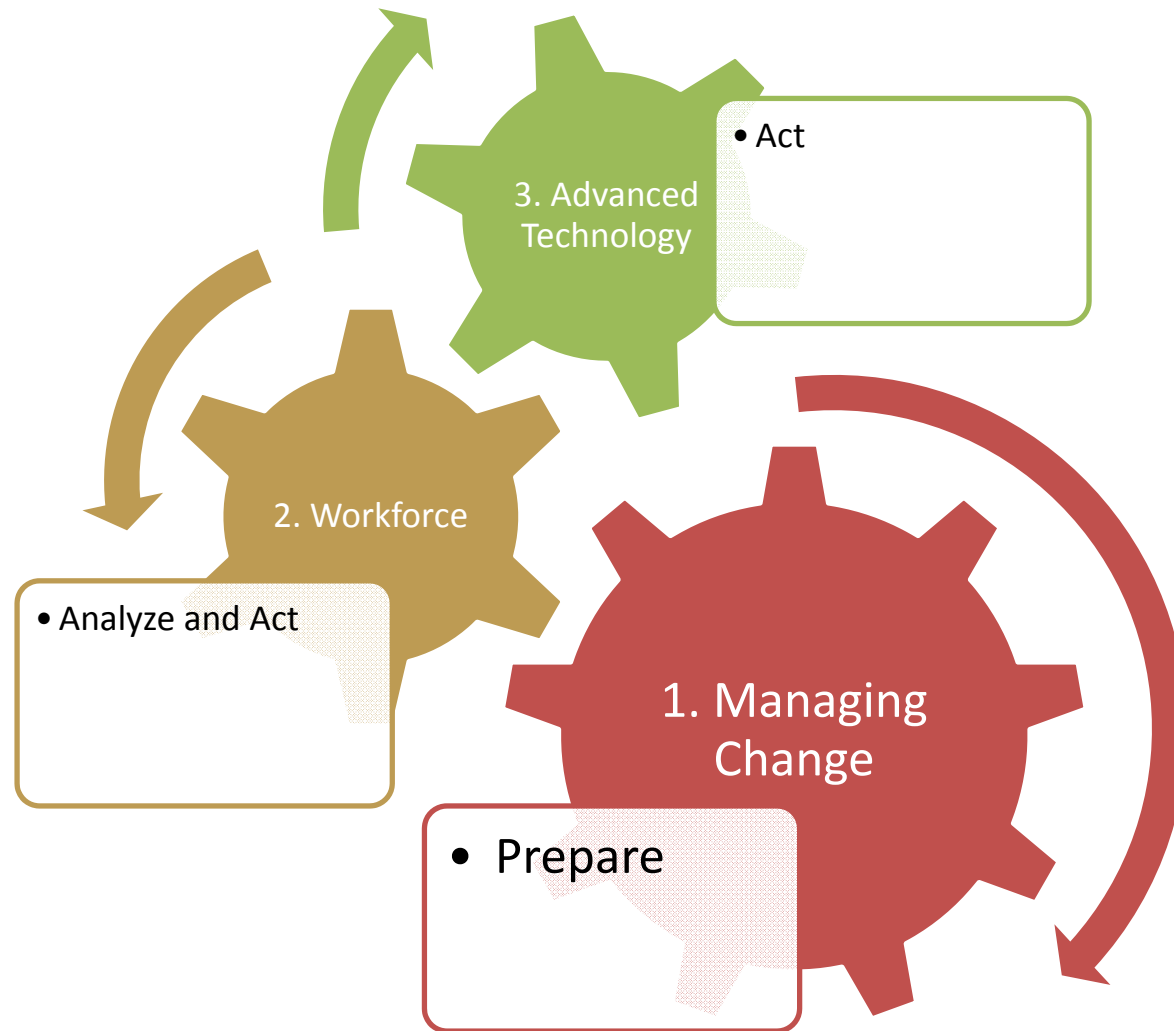 • Act
3. Advanced
Technology
2. Workforce
• Analyze and Act
1. Managing
Change
• Prepare